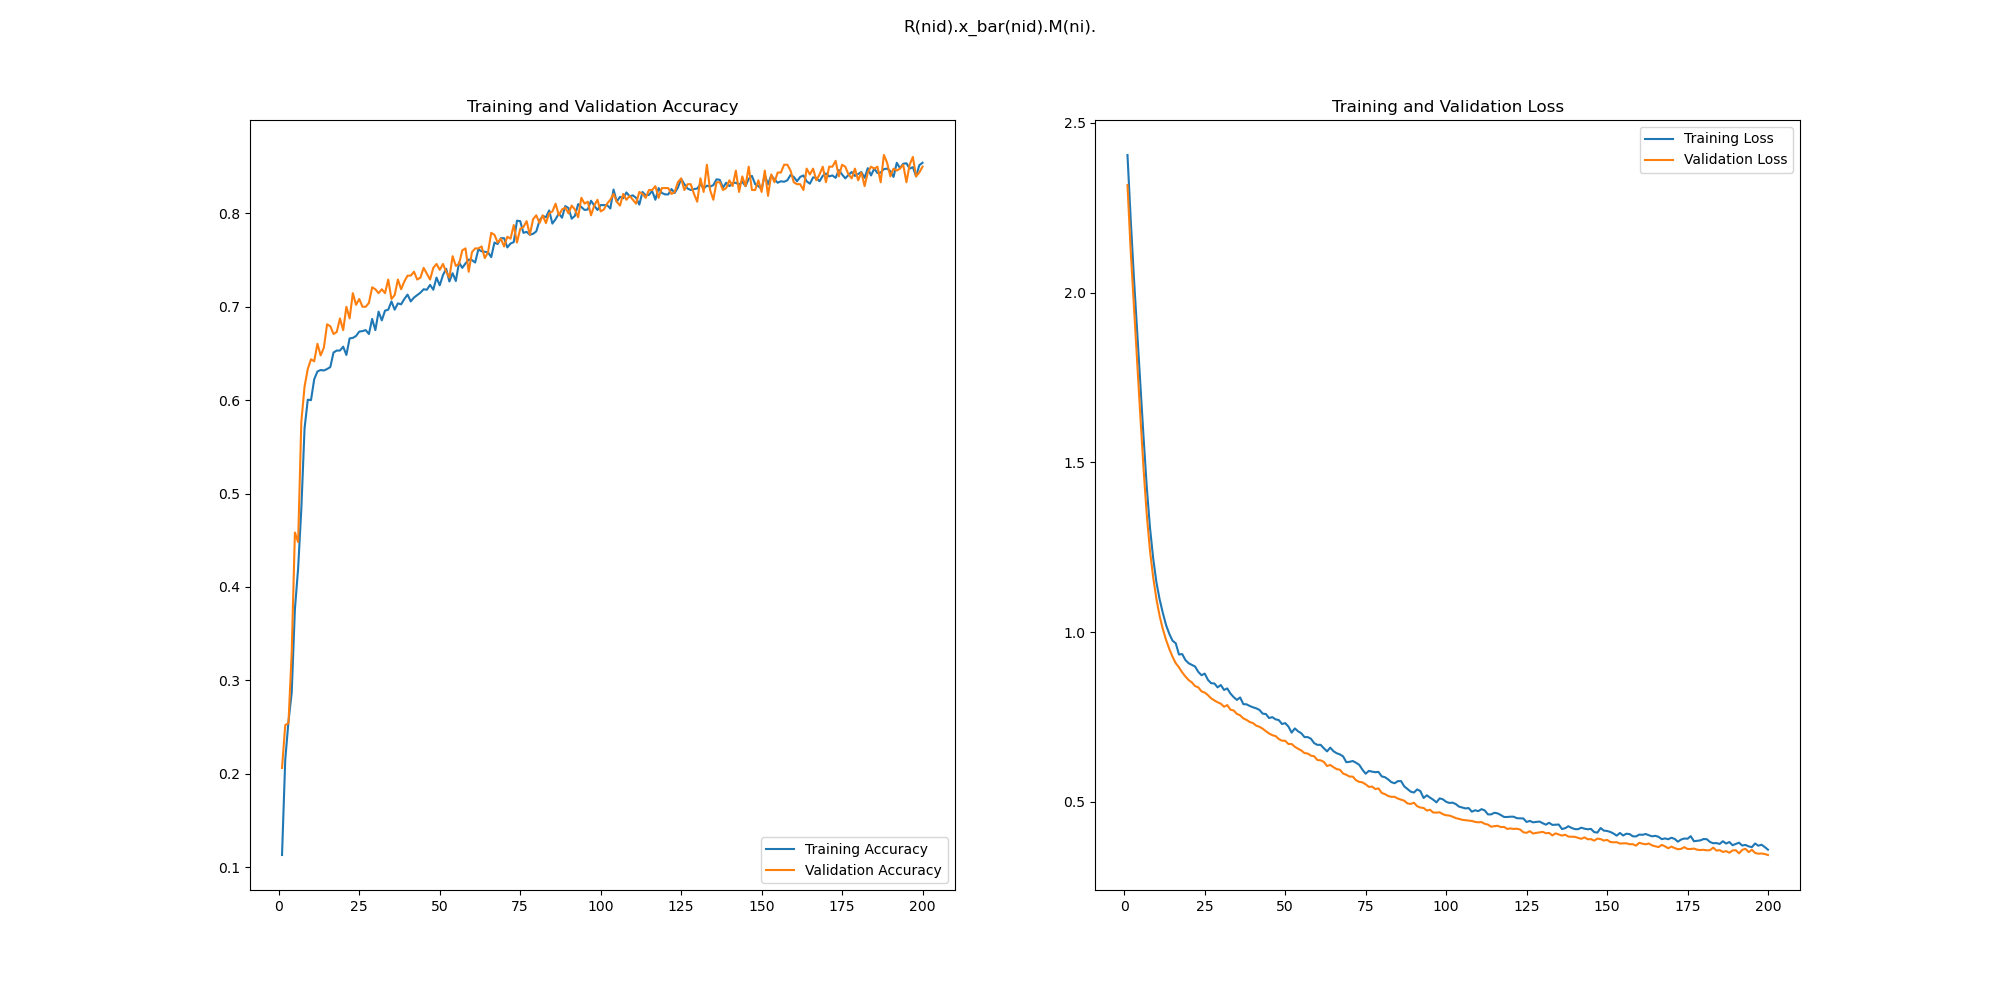 R(nid).x_bar(nid).M(ni).
Training and Validation Accuracy
0.8
0.7
0.6
0.5
0.4
0.3
0.2
0.1
0 25 50 75 100 125 150 175 200
Training Accuracy
Validation Accuracy
Training and Validation Loss
2.5
2.0
1.5
1.0
0.5
0 25 50 75 100 125 150 175 200
Training Loss
Validation Loss